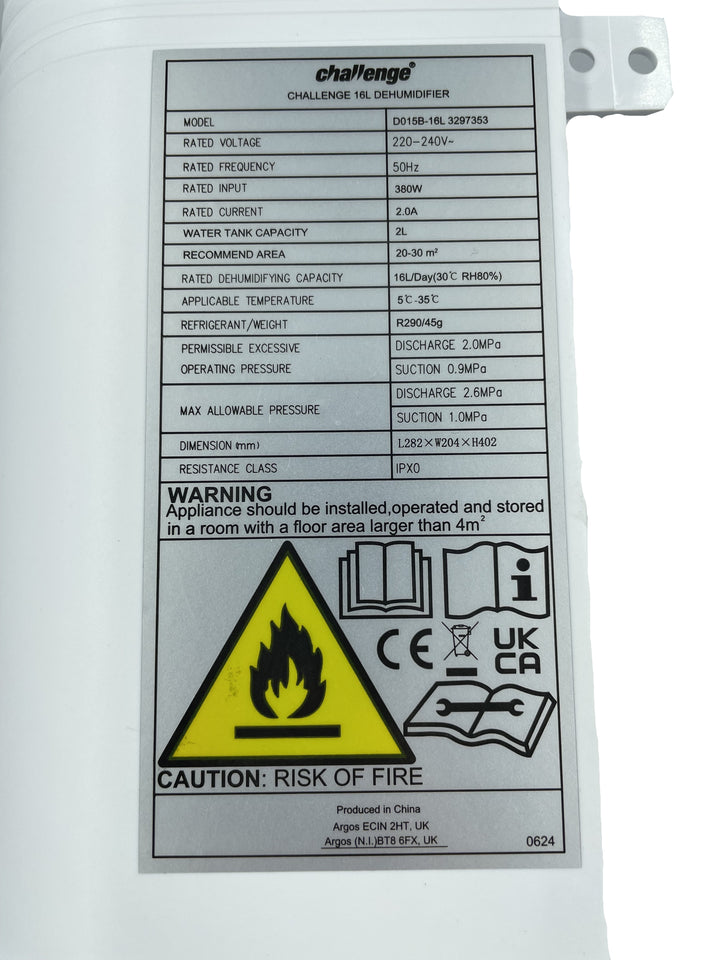 challenge®
CHALLENGE 16L DEHUMIDIFIER
MODEL D015B-16L 3297353
RATED VOLTAGE 220-240V~
RATED FREQUENCY 50Hz
RATED INPUT 380W
RATED CURRENT 2.0A
WATER TANK CAPACITY 2L
RECOMMEND AREA 20-30 m²
RATED DEHUMIDIFYING CAPACITY 16L/Day(30℃ RH80%)
APPLICABLE TEMPERATURE 5℃-35℃
REFRIGERANT/WEIGHT R290/45g
PERMISSIBLE EXCESSIVE DISCHARGE 2.0MPa
OPERATING PRESSURE SUCTION 0.9MPa
DISCHARGE 2.6MPa
MAX ALLOWABLE PRESSURE
SUCTION 1.0MPa
DIMENSION (mm) L282×W204×H402
RESISTANCE CLASS IPX0
WARNING
Appliance should be installed,operated and stored
in a room with a floor area larger than 4m²
i
CE
UK
CA
CAUTION: RISK OF FIRE
Produced in China
Argos ECIN 2HT, UK
Argos (N.I.)BT8 6FX, UK 0624